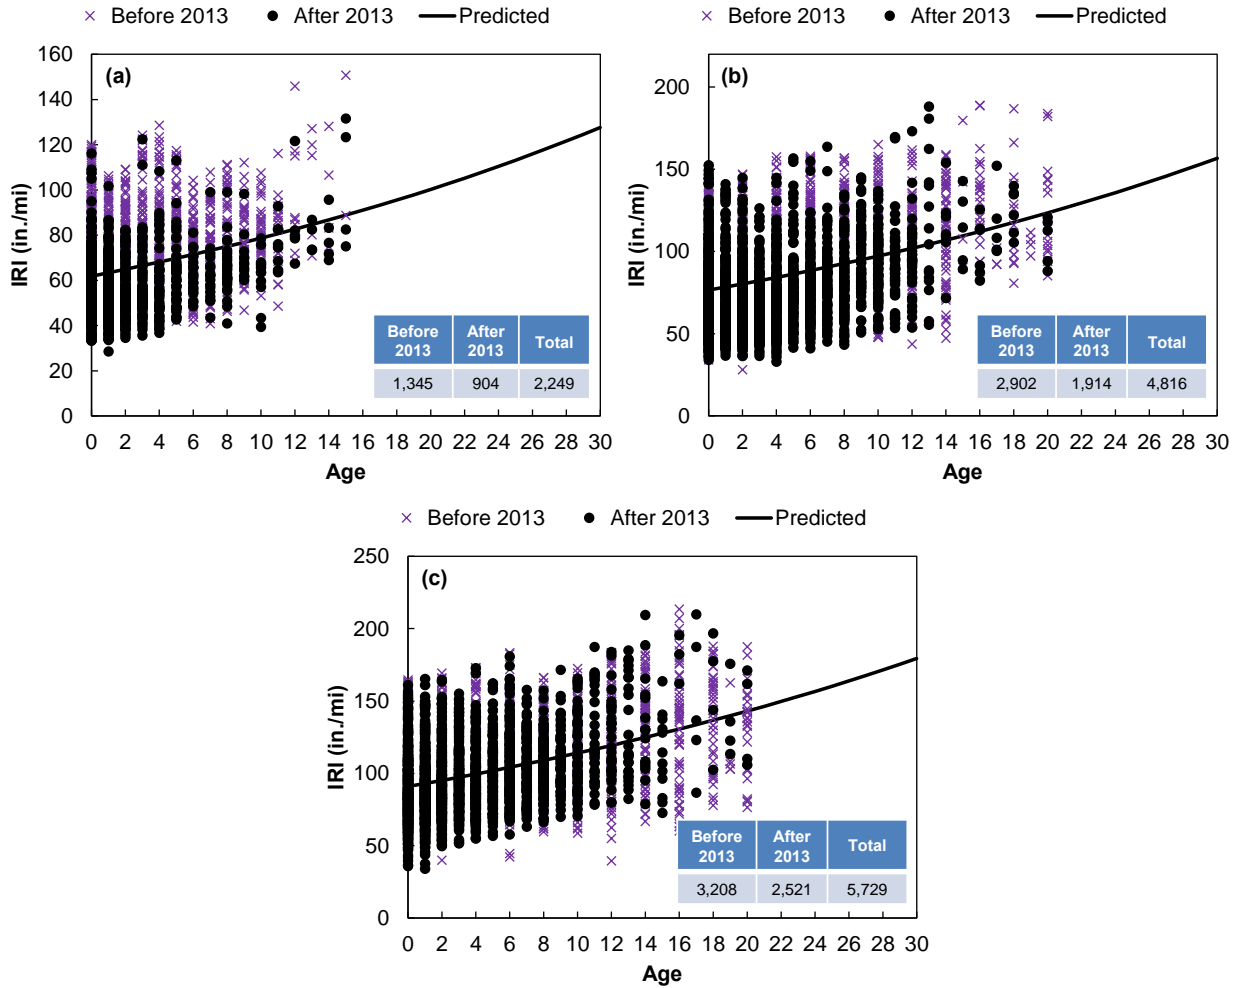 Before 2013 After 2013 Predicted
(a)
IRI (in./mi)
160
140
120
100
80
60
40
20
0
Before 2013 After 2013 Total
1,345 904 2,249
0 2 4 6 8 10 12 14 16 18 20 22 24 26 28 30
Age
Before 2013 After 2013 Predicted
(b)
IRI (in./mi)
200
150
100
50
0
Before 2013 After 2013 Total
2,902 1,914 4,816
0 2 4 6 8 10 12 14 16 18 20 22 24 26 28 30
Age
Before 2013 After 2013 Predicted
(c)
IRI (in./mi)
250
200
150
100
50
0
Before 2013 After 2013 Total
3,208 2,521 5,729
0 2 4 6 8 10 12 14 16 18 20 22 24 26 28 30
Age